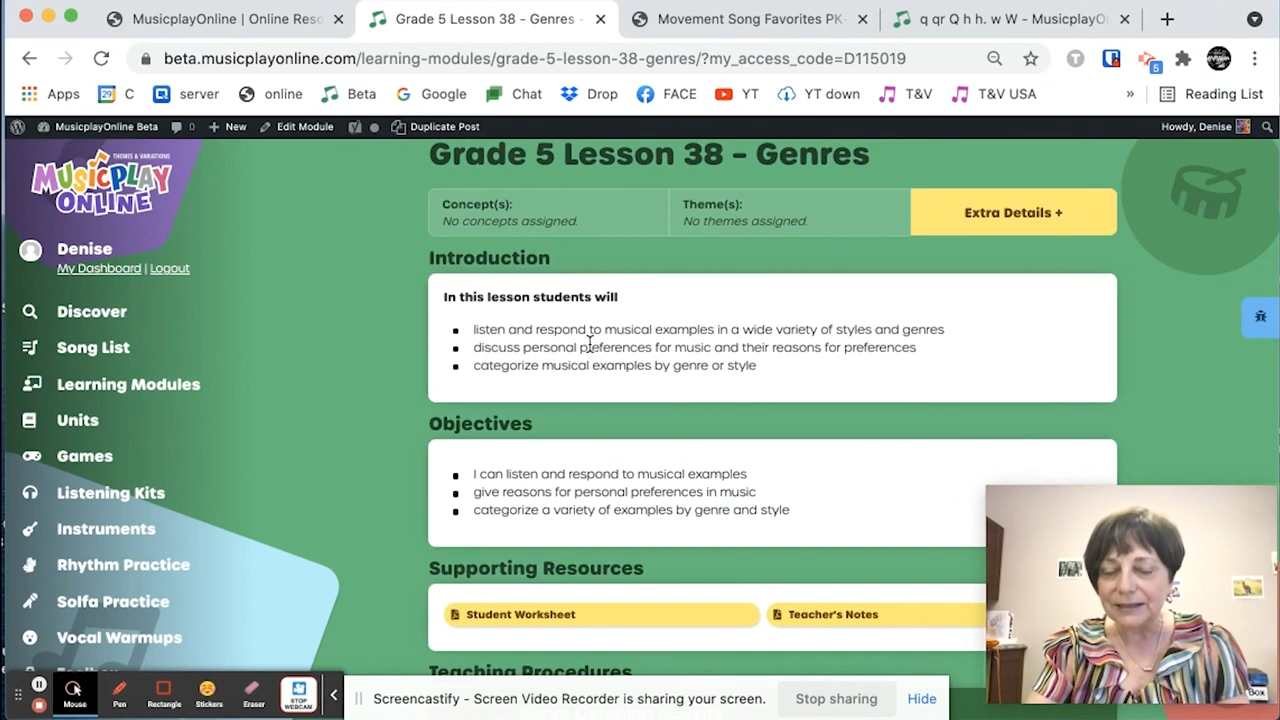 MusicplayOnline | Online Reso
Grade 5 Lesson 38 - Genres -
Movement Song Favorites PK-
q qr Q h h. w W - MusicplayO
beta.musicplayonline.com/learning-modules/grade-5-lesson-38-genres/?my_access_code=D115019
T
5
Apps
29
C
server
online
Beta
Google
Chat
Drop
FACE
YT
YT down
T&V
T&V USA
»
Reading List
MusicplayOnline Beta
0
+ New
Edit Module
Duplicate Post
Howdy, Denise
THEMES & VARIATIONS
MUSICPLAY
ONLINE
Denise
My Dashboard | Logout
Discover
Song List
Learning Modules
Units
Games
Listening Kits
Instruments
Rhythm Practice
Solfa Practice
Vocal Warmups
Grade 5 Lesson 38 – Genres
Concept(s):
No concepts assigned.
Theme(s):
No themes assigned.
Extra Details +
Introduction
In this lesson students will
listen and respond to musical examples in a wide variety of styles and genres
discuss personal preferences for music and their reasons for preferences
categorize musical examples by genre or style
Objectives
I can listen and respond to musical examples
give reasons for personal preferences in music
categorize a variety of examples by genre and style
Supporting Resources
Student Worksheet
Teacher's Notes
Teaching Procedures
Mouse
Pen
Rectangle
Stickers
Eraser
STOP WEBCAM
Screencastify - Screen Video Recorder is sharing your screen.
Stop sharing
Hide
Box